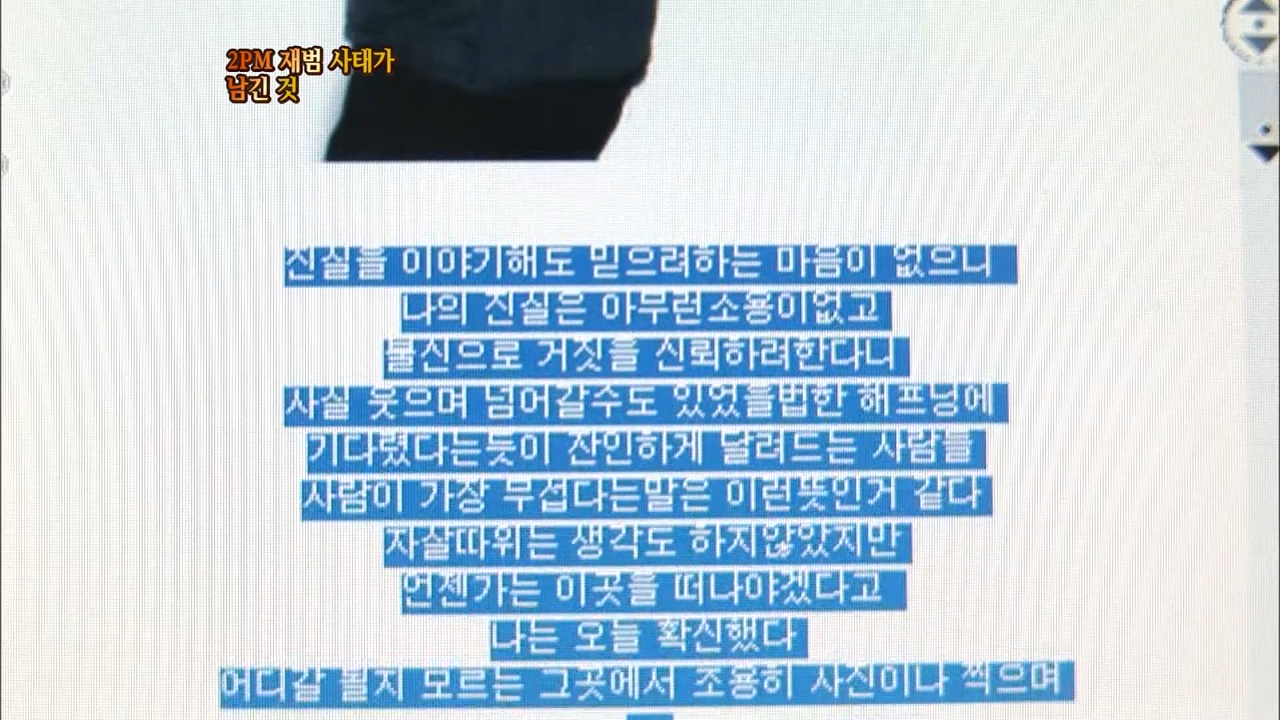 2PM 재범 사태가
남긴 것
진실을 이야기해도 믿으려하는 마음이 없으니
나의 진실은 아무런소용이없고
불신으로 거짓을 신뢰하려한다니
사실 웃으며 넘어갈수도 있었을법한 해프닝에
기다렸다는듯이 잔인하게 달려드는 사람들
사람이 가장 무섭다는말은 이런뜻인거 같다
자살따위는 생각도 하지않았지만
언젠가는 이곳을 떠나야겠다고
나는 오늘 확신했다
어디갈 볼지 모르는 그곳에서 조용히 사진이나 찍으며